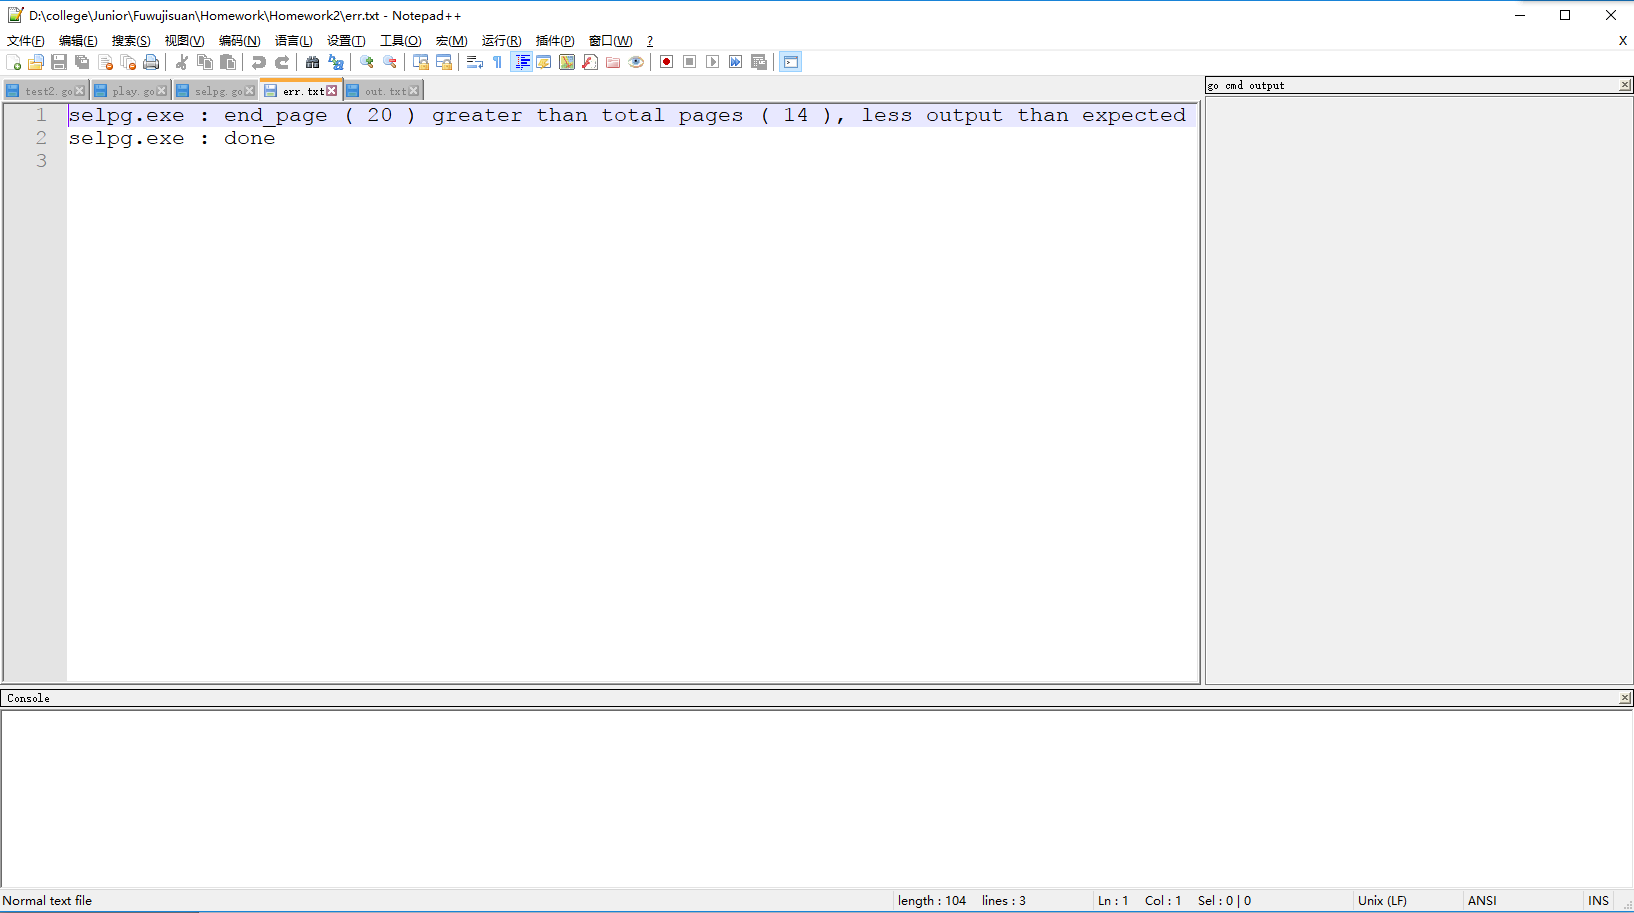 D:\college\Junior\Fuwujisuan\Homework\Homework2\err.txt - Notepad++
文件(F) 编辑(E) 搜索(S) 视图(V) 编码(N) 语言(L) 设置(T) 工具(O) 宏(M) 运行(R) 插件(P) 窗口(W) ? X
test2.go play.go selpg.go err.txt out.txt
go cmd output
1 selpg.exe : end_page ( 20 ) greater than total pages ( 14 ), less output than expected
2 selpg.exe : done
3
Console
Normal text file length : 104 lines : 3 Ln : 1 Col : 1 Sel : 0 | 0 Unix (LF) ANSI INS